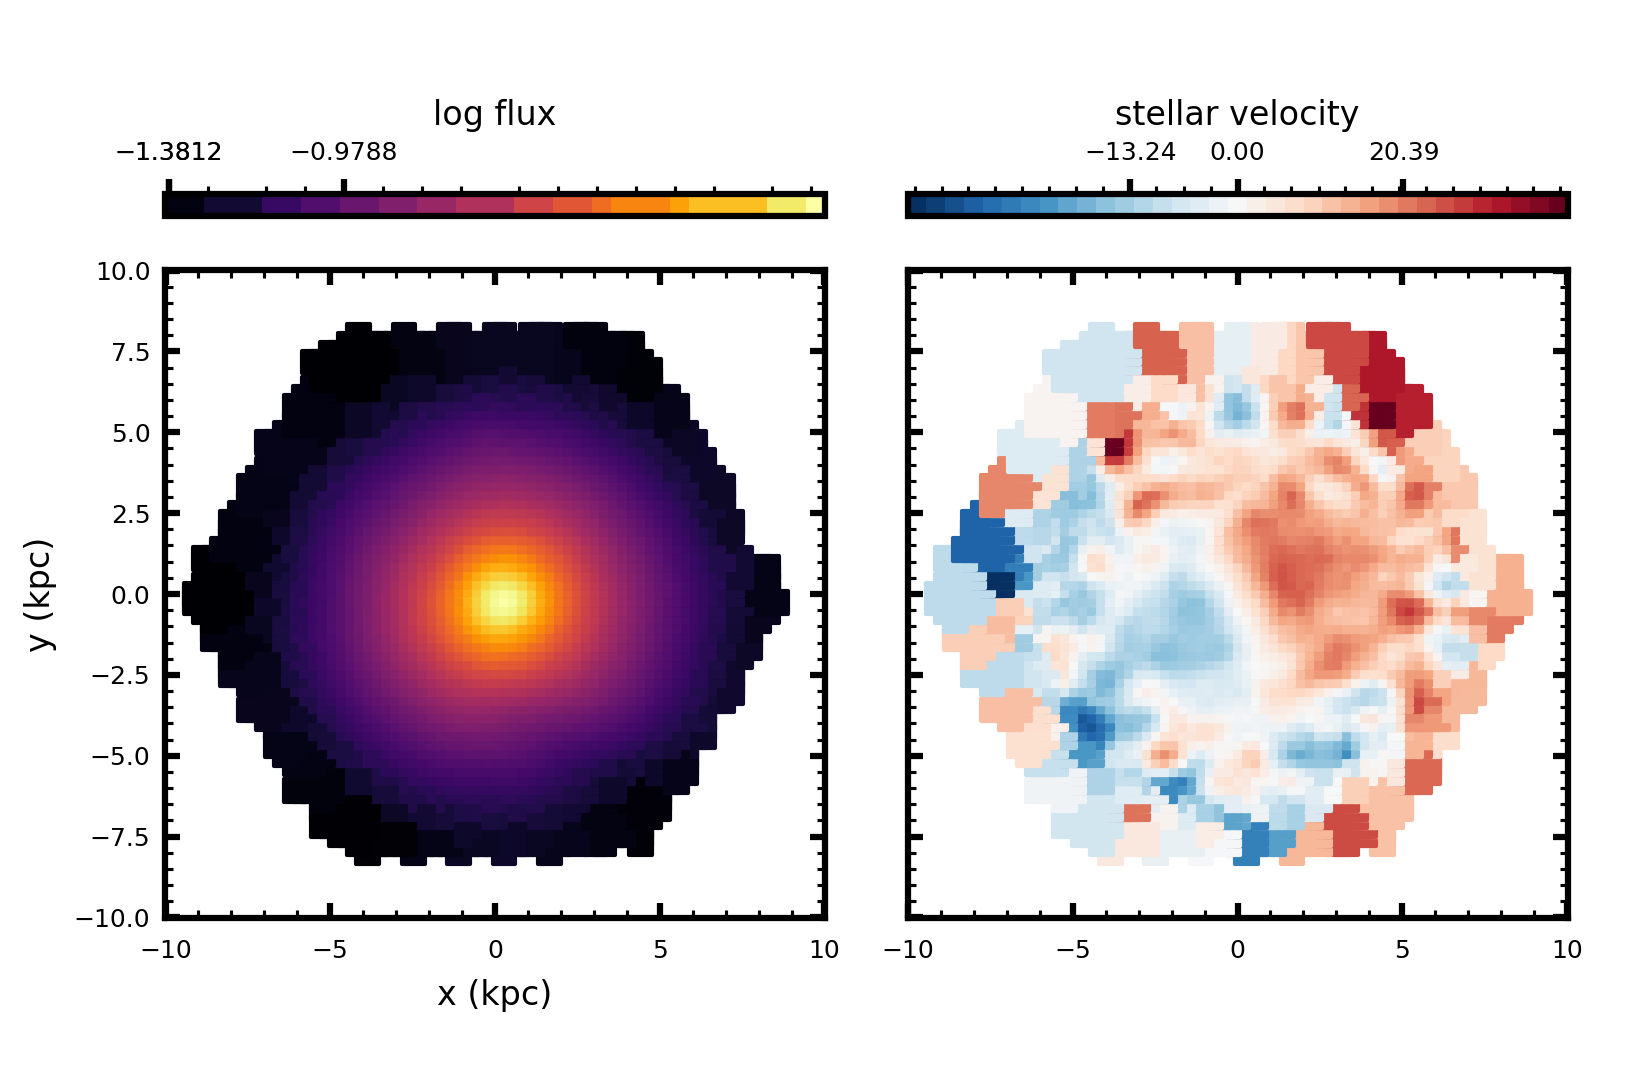 log flux
stellar velocity
−1.3812 −0.9788
−13.24 0.00 20.39
10.0
7.5
5.0
2.5
0.0
−2.5
−5.0
−7.5
−10.0
y (kpc)
−10 −5 0 5 10
−10 −5 0 5 10
x (kpc)